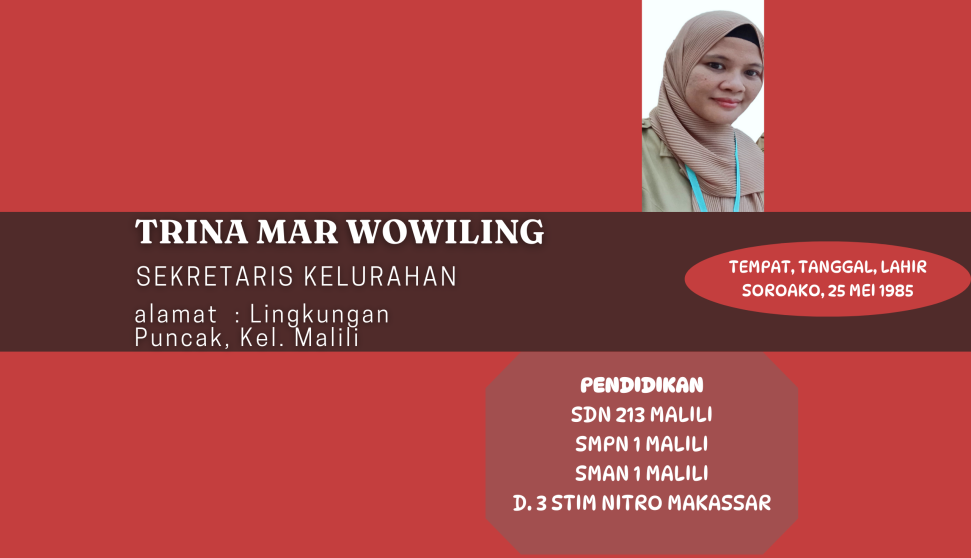 TRINA MAR WOWILING
SEKRETARIS KELURAHAN
alamat : Lingkungan
Puncak, Kel. Malili
TEMPAT, TANGGAL, LAHIR
SOROAKO, 25 MEI 1985
PENDIDIKAN
SDN 213 MALILI
SMPN 1 MALILI
SMAN 1 MALILI
D. 3 STIM NITRO MAKASSAR